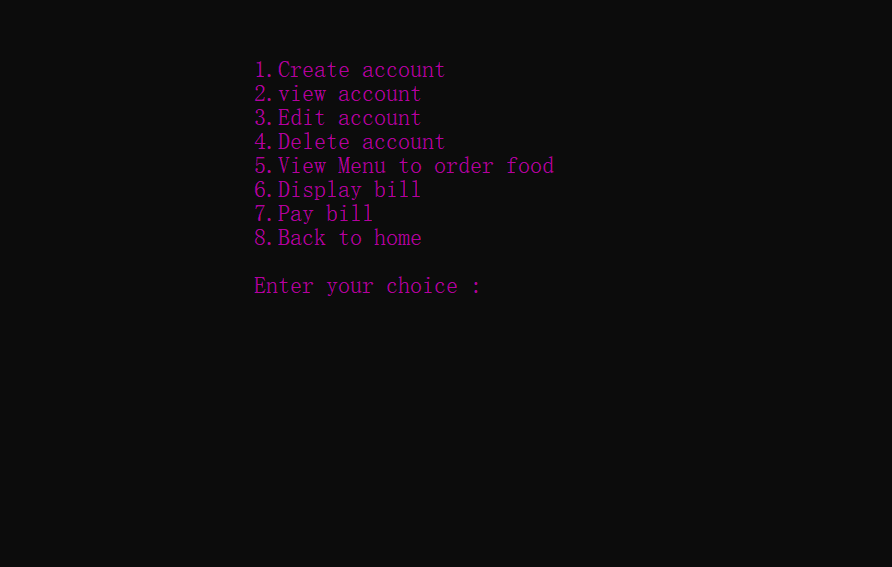 1.Create account
2.view account
3.Edit account
4.Delete account
5.View Menu to order food
6.Display bill
7.Pay bill
8.Back to home
Enter your choice :